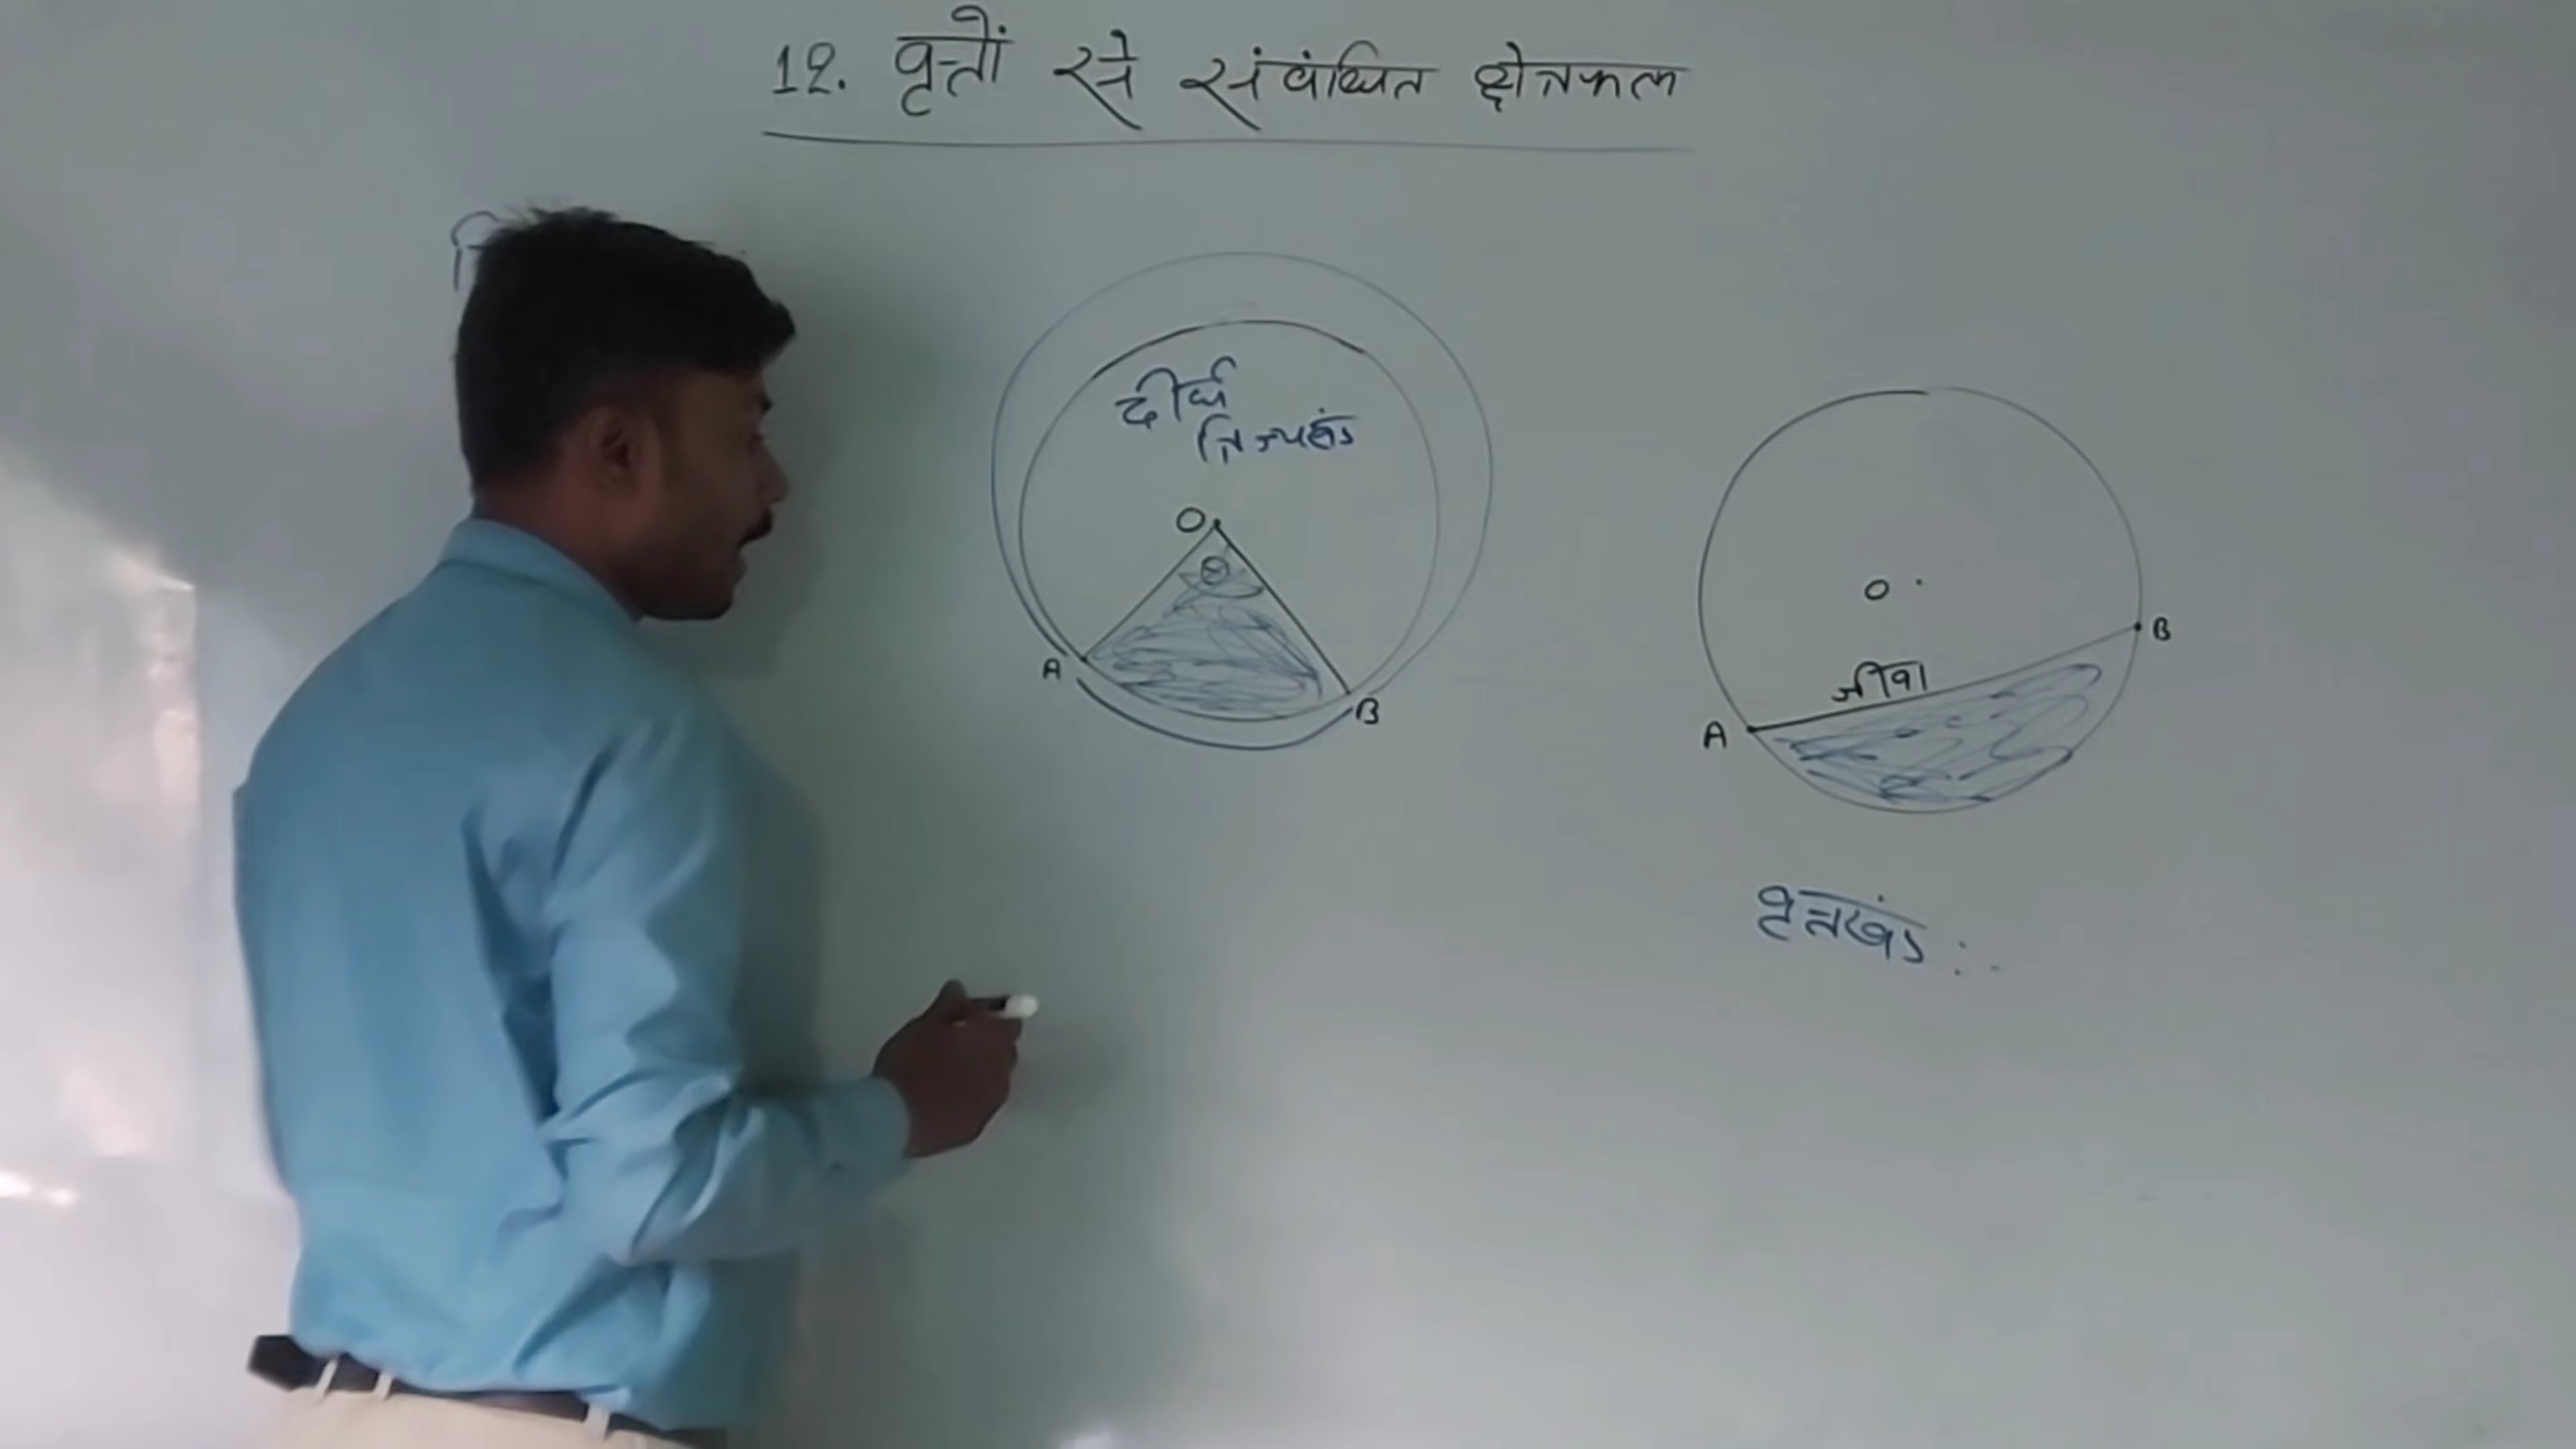 12. वृत्तों से संबंधित क्षेत्रफल
दीर्घ
त्रिज्यखंड
O
θ
A
B
O
B
जीवा
A
वृत्तखंड :-